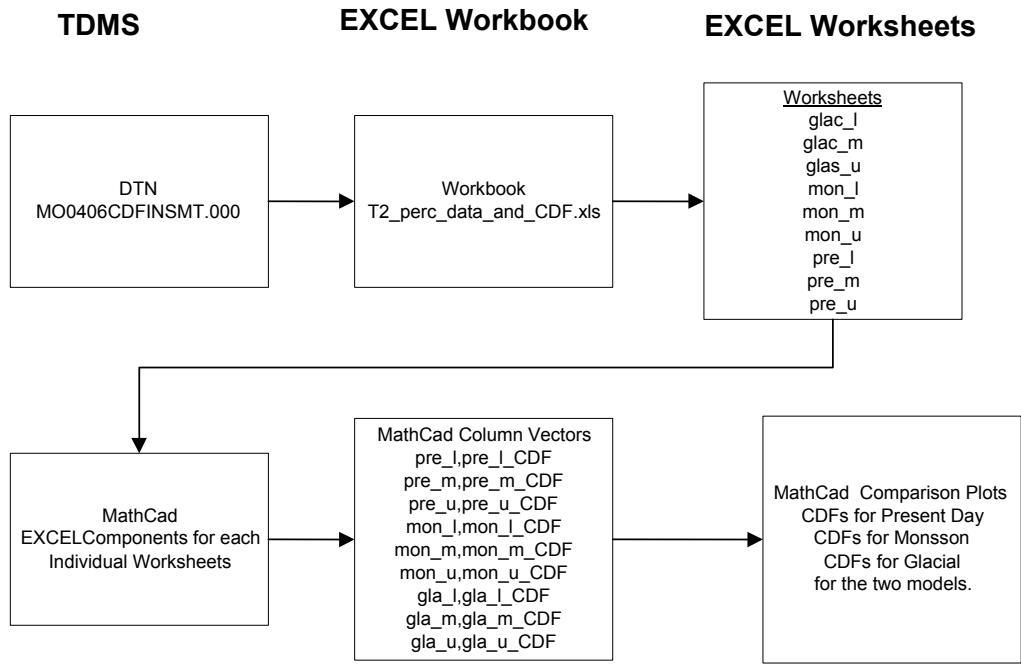 TDMS
EXCEL Workbook
EXCEL Worksheets
DTN
MO0406CDFINSMT.000
Workbook
T2_perc_data_and_CDF.xls
Worksheets
glac_l
glac_m
glas_u
mon_l
mon_m
mon_u
pre_l
pre_m
pre_u
MathCad
EXCELComponents for each
Individual Worksheets
MathCad Column Vectors
pre_l,pre_l_CDF
pre_m,pre_m_CDF
pre_u,pre_u_CDF
mon_l,mon_l_CDF
mon_m,mon_m_CDF
mon_u,mon_u_CDF
gla_l,gla_l_CDF
gla_m,gla_m_CDF
gla_u,gla_u_CDF
MathCad Comparison Plots
CDFs for Present Day
CDFs for Monsson
CDFs for Glacial
for the two models.